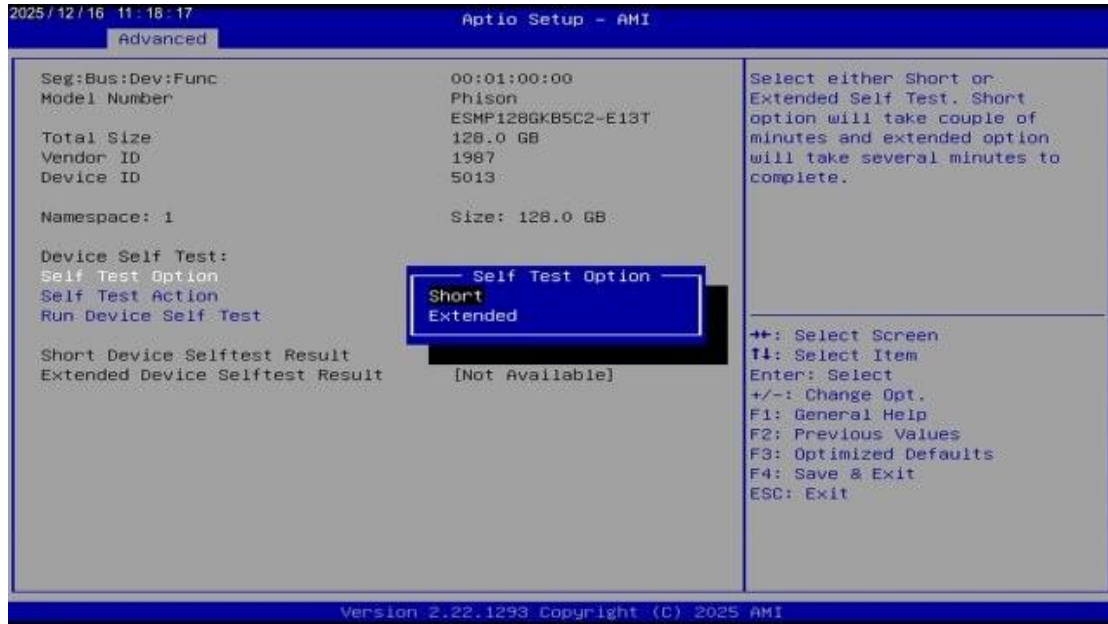 2025/12/16 11:18:17
Aptio Setup - AMI
Advanced
Seg:Bus:Dev:Func 00:01:00:00
Model Number Phison
ESMP128GKB5C2-E13T
Total Size 128.0 GB
Vendor ID 1987
Device ID 5013
Namespace: 1 Size: 128.0 GB
Device Self Test:
Self Test Option
Self Test Action
Run Device Self Test
Short Device Selftest Result
Extended Device Selftest Result [Not Available]
Self Test Option
Short
Extended
Select either Short or
Extended Self Test. Short
option will take couple of
minutes and extended option
will take several minutes to
complete.
→←: Select Screen
↑↓: Select Item
Enter: Select
+/-: Change Opt.
F1: General Help
F2: Previous Values
F3: Optimized Defaults
F4: Save & Exit
ESC: Exit
Version 2.22.1293 Copyright (C) 2025 AMI